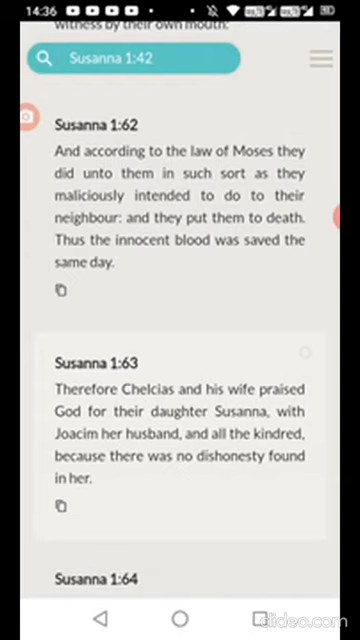 14:36
witness by their own mouth:
Susanna 1:42
Susanna 1:62
And according to the law of Moses they
did unto them in such sort as they
maliciously intended to do to their
neighbour: and they put them to death.
Thus the innocent blood was saved the
same day.
Susanna 1:63
Therefore Chelcias and his wife praised
God for their daughter Susanna, with
Joacim her husband, and all the kindred,
because there was no dishonesty found
in her.
Susanna 1:64
clideo.com